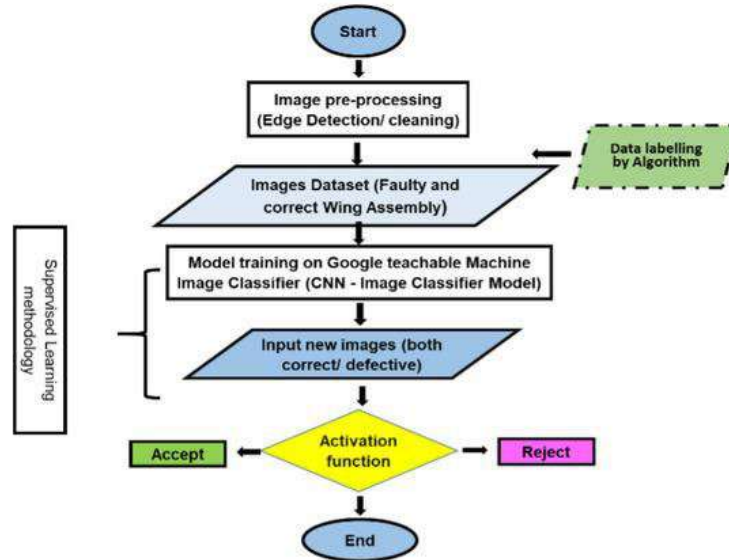 Start
Image pre-processing
(Edge Detection/ cleaning)
Data labelling
by Algorithm
Images Dataset (Faulty and
correct Wing Assembly)
Supervised Learning
methodology
Model training on Google teachable Machine
Image Classifier (CNN - Image Classifier Model)
Input new images (both
correct/ defective)
Activation
function
Accept
Reject
End